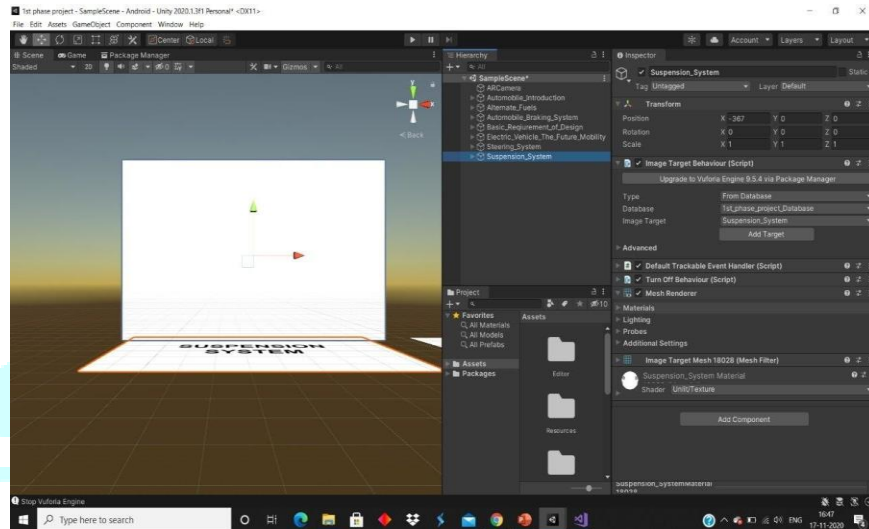 1st phase project - SampleScene - Android - Unity 2020.1.3f1 Personal* <DX11>
File Edit Assets GameObject Component Window Help
Center Local
Account Layers Layout
Scene Game Package Manager
Shaded 2D Gizmos All
Back
SUSPENSION
SYSTEM
Hierarchy
All
SampleScene*
ARCamera
Automobile_Introduction
Alternate_Fuels
Automobile_Braking_System
Basic_Reqiurement_of_Design
Electric_Vehicle_The_Future_Mobility
Steering_System
Suspension_System
Project
10
Favorites
All Materials
All Models
All Prefabs
Assets
Packages
Assets
Editor
Resources
Inspector
Suspension_System Static
Tag Untagged Layer Default
Transform
Position X -367 Y 0 Z 0
Rotation X 0 Y 0 Z 0
Scale X 1 Y 1 Z 1
Image Target Behaviour (Script)
Upgrade to Vuforia Engine 9.5.4 via Package Manager
Type From Database
Database 1st_phase_project_Database
Image Target Suspension_System
Add Target
Advanced
Default Trackable Event Handler (Script)
Turn Off Behaviour (Script)
Mesh Renderer
Materials
Lighting
Probes
Additional Settings
Image Target Mesh 18028 (Mesh Filter)
Suspension_System Material
Shader Unlit/Texture
Add Component
Suspension_SystemMaterial
18028
Stop Vuforia Engine
Type here to search
ENG
16:47
17-11-2020